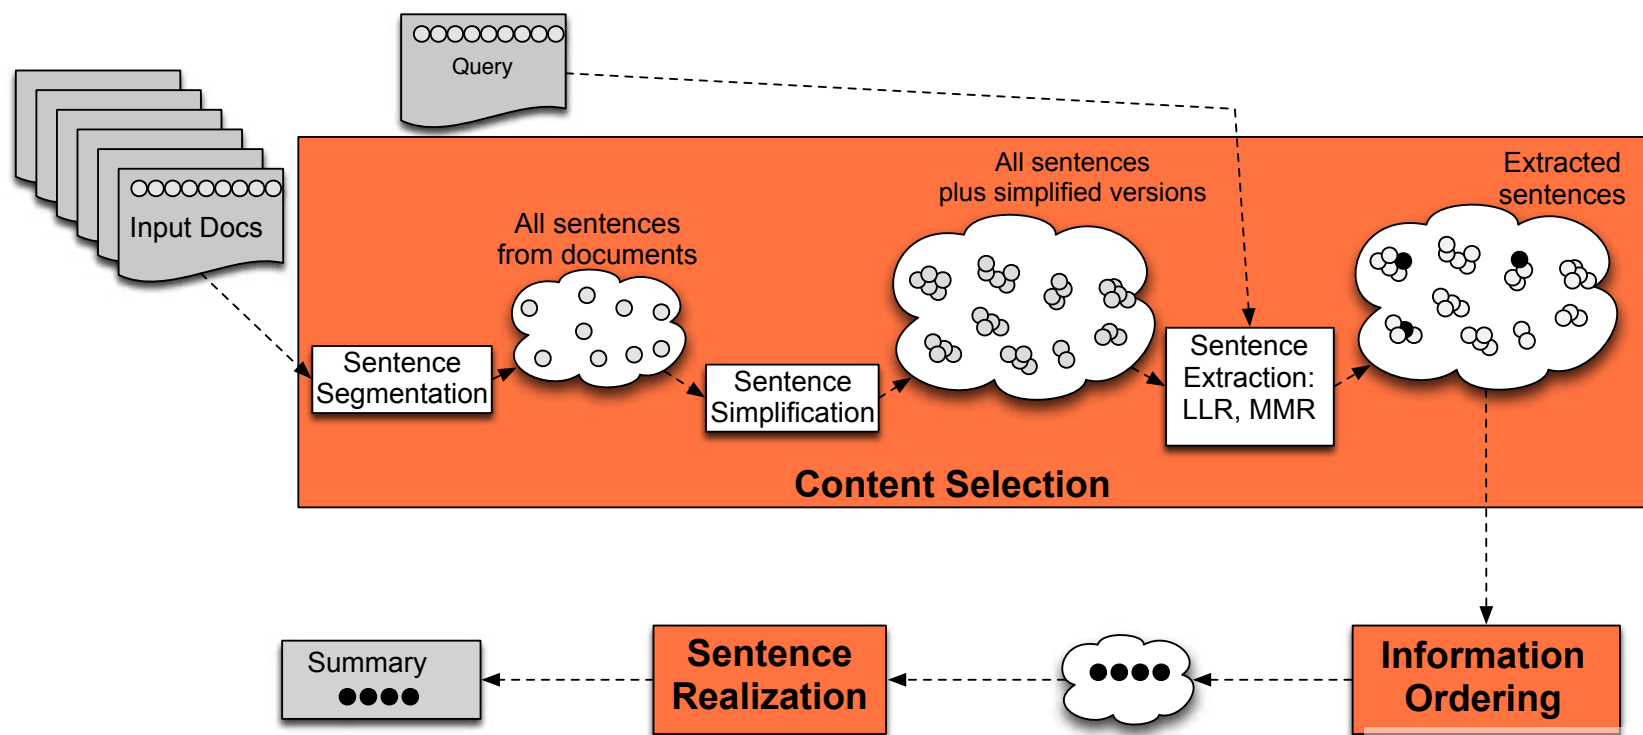 Query
Input Docs
All sentences
from documents
All sentences
plus simplified versions
Extracted
sentences
Sentence
Segmentation
Sentence
Simplification
Sentence
Extraction:
LLR, MMR
Content Selection
Summary
Sentence
Realization
Information
Ordering